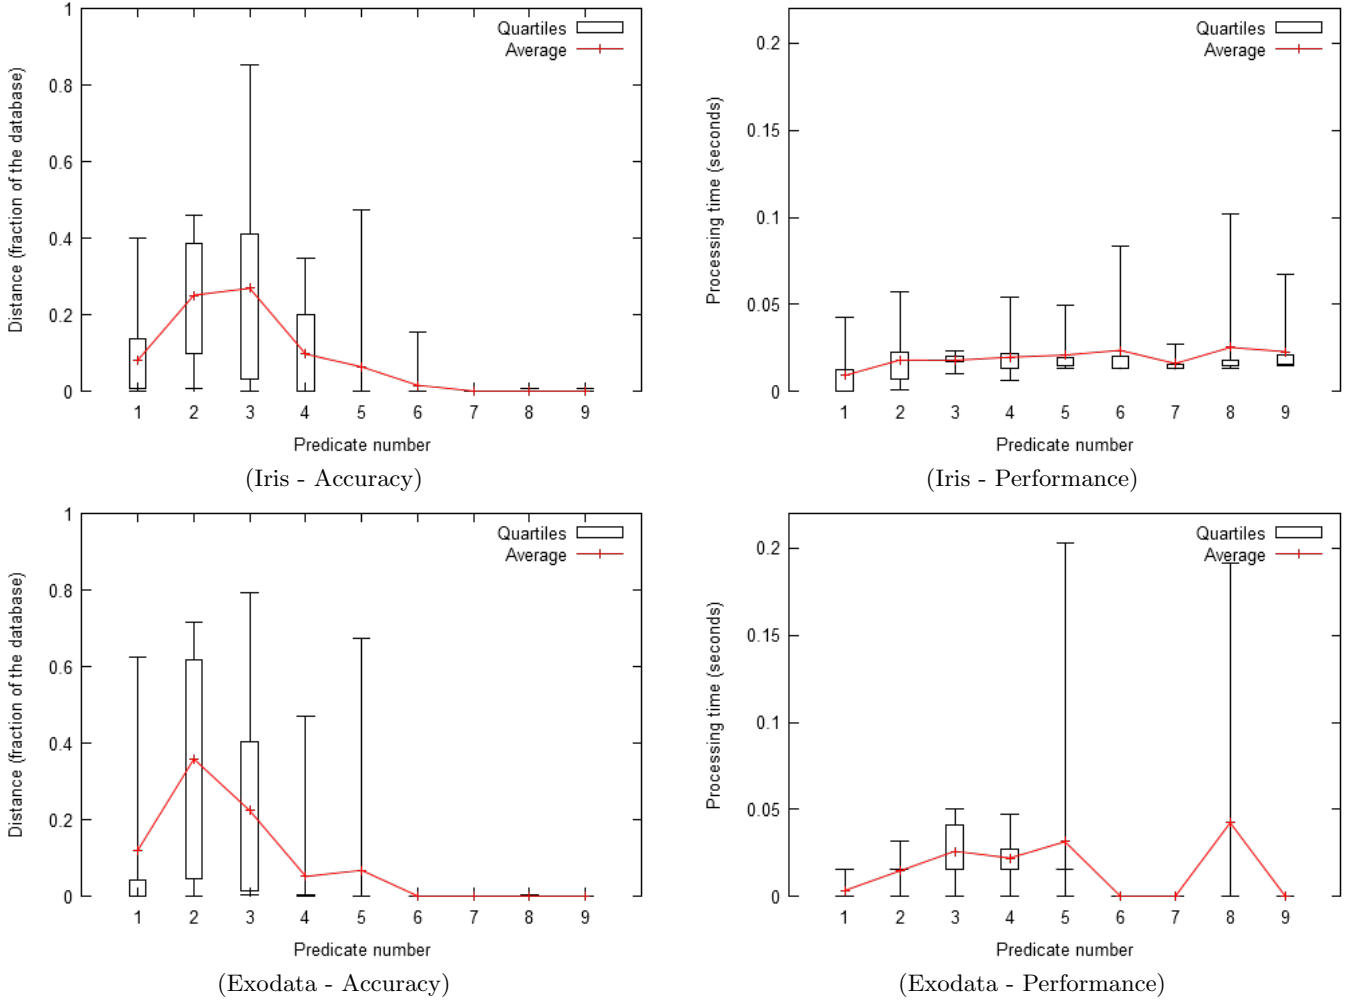 Distance (fraction of the database)
1
0.8
0.6
0.4
0.2
0
Quartiles
Average
1 2 3 4 5 6 7 8 9
Predicate number
(Iris - Accuracy)
Processing time (seconds)
0.2
0.15
0.1
0.05
0
Quartiles
Average
1 2 3 4 5 6 7 8 9
Predicate number
(Iris - Performance)
Distance (fraction of the database)
1
0.8
0.6
0.4
0.2
0
Quartiles
Average
1 2 3 4 5 6 7 8 9
Predicate number
(Exodata - Accuracy)
Processing time (seconds)
0.2
0.15
0.1
0.05
0
Quartiles
Average
1 2 3 4 5 6 7 8 9
Predicate number
(Exodata - Performance)